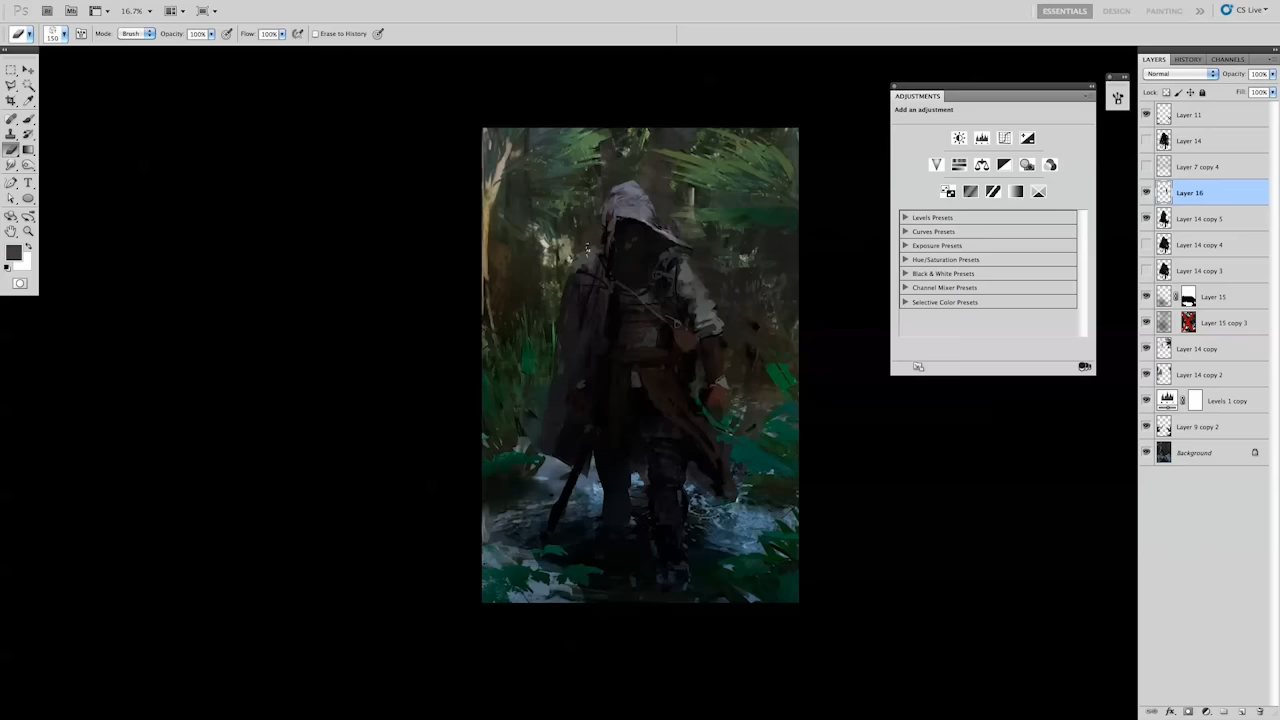 Ps Br Mb 16.7% ESSENTIALS DESIGN PAINTING CS Live
150 Mode: Brush Opacity: 100% Flow: 100% Erase to History
LAYERS HISTORY CHANNELS
Normal Opacity: 100%
Lock: Fill: 100%
ADJUSTMENTS
Add an adjustment
Levels Presets
Curves Presets
Exposure Presets
Hue/Saturation Presets
Black & White Presets
Channel Mixer Presets
Selective Color Presets
Layer 11
Layer 14
Layer 7 copy 4
Layer 16
Layer 14 copy 5
Layer 14 copy 4
Layer 14 copy 3
Layer 15
Layer 15 copy 3
Layer 14 copy
Layer 14 copy 2
Levels 1 copy
Layer 9 copy 2
Background